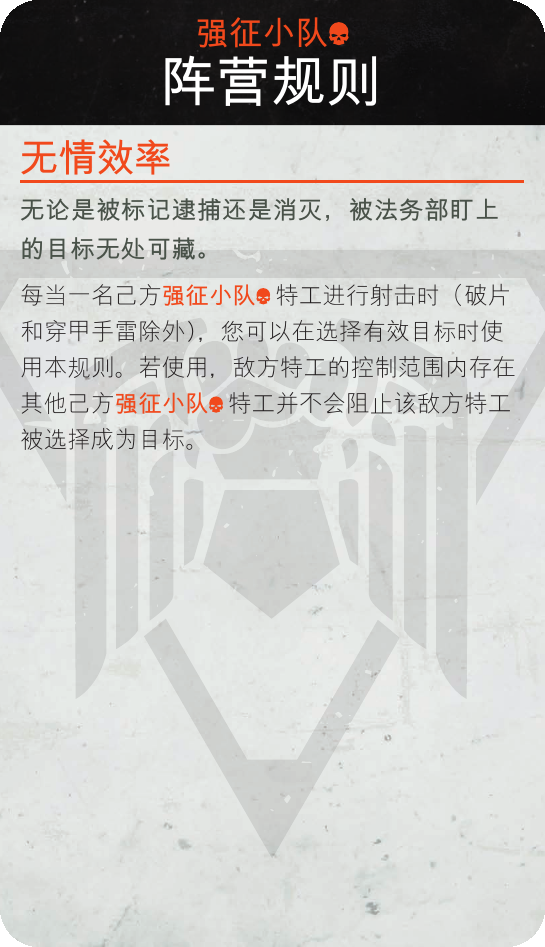 强征小队
阵营规则
无情效率
无论是被标记逮捕还是消灭，被法务部盯上
的目标无处可藏。
每当一名己方强征小队特工进行射击时（破片
和穿甲手雷除外），您可以在选择有效目标时使
用本规则。若使用，敌方特工的控制范围内存在
其他己方强征小队特工并不会阻止该敌方特工
被选择成为目标。